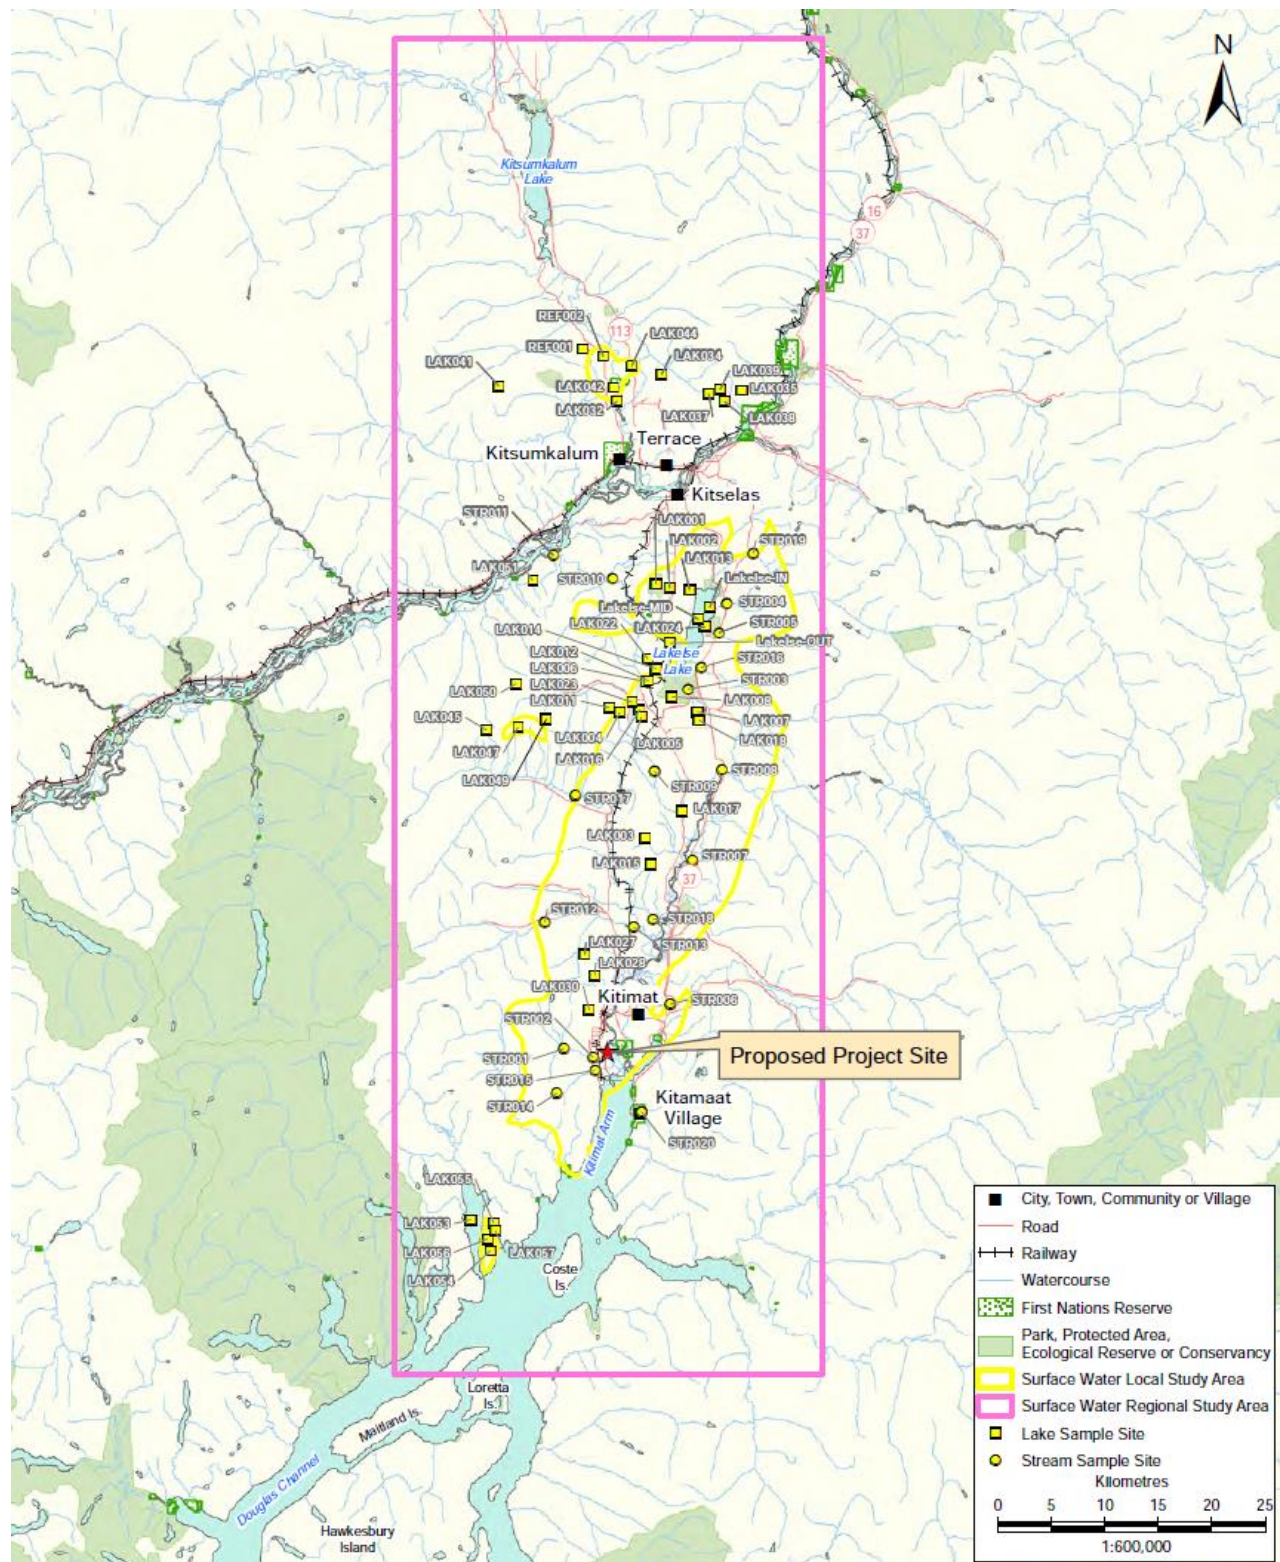 N
Kitsumkalum
Lake
16
37
REF002
113
LAK044
REF001
LAK034
LAK041
LAK039
LAK042
LAK035
LAK032
LAK037
LAK038
Terrace
Kitsumkalum
Kitselas
STR011
LAK001
LAK002
STR019
LAK013
LAK051
STR010
Lakelse-IN
Lakelse-MID
STR004
LAK022
STR005
LAK014
LAK024
Lakelse-OUT
LAK012
Lakelse
Lake
STR016
LAK006
STR003
LAK050
LAK023
LAK008
LAK011
LAK007
LAK045
LAK004
LAK018
LAK047
LAK016
LAK005
LAK049
STR008
STR009
STR017
LAK017
LAK003
LAK015
STR007
37
STR012
STR018
LAK027
STR013
LAK028
LAK030
Kitimat
STR006
STR002
Proposed Project Site
STR001
STR015
STR014
Kitamaat
Village
Kitimat Arm
STR020
LAK055
LAK053
LAK056
LAK057
LAK054
Coste
Is.
Loretta
Is.
Maitland Is.
Douglas Channel
Hawkesbury
Island
City, Town, Community or Village
Road
Railway
Watercourse
First Nations Reserve
Park, Protected Area,
Ecological Reserve or Conservancy
Surface Water Local Study Area
Surface Water Regional Study Area
Lake Sample Site
Stream Sample Site
Kilometres
0 5 10 15 20 25
1:600,000